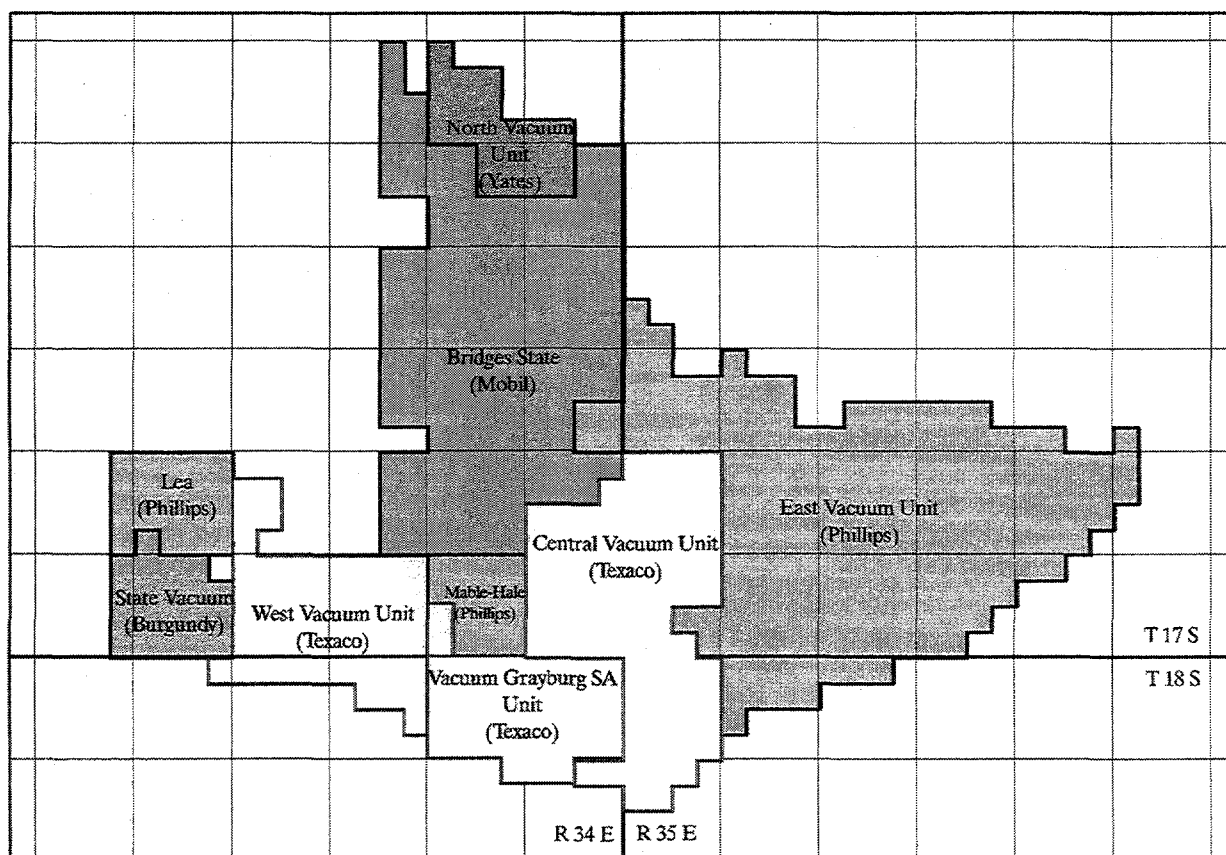 North Vacuum
Unit
(Yates)
Bridges State
(Mobil)
Lea
(Phillips)
East Vacuum Unit
(Phillips)
Central Vacuum Unit
(Texaco)
State Vacuum
(Burgundy)
West Vacuum Unit
(Texaco)
Mable-Hale
(Phillips)
T 17 S
T 18 S
Vacuum Grayburg SA
Unit
(Texaco)
R 34 E
R 35 E